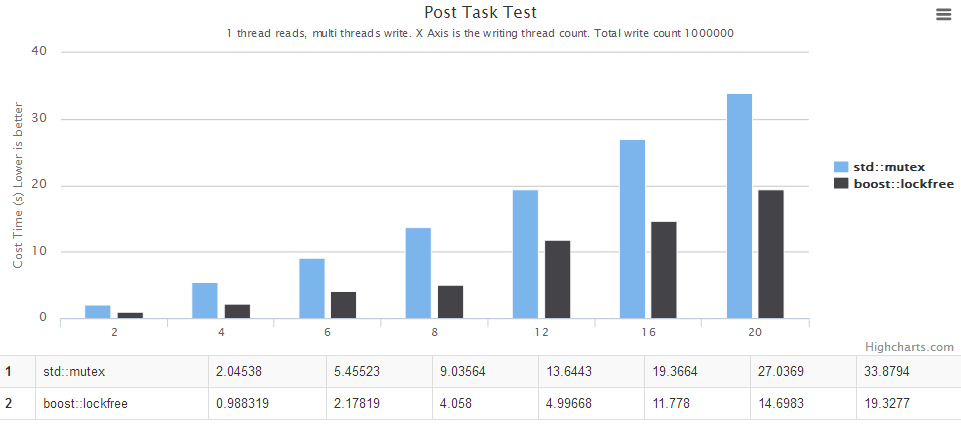 Post Task Test
1 thread reads, multi threads write. X Axis is the writing thread count. Total write count 1000000
Cost Time (s) Lower is better
40
30
20
10
0
2 4 6 8 12 16 20
std::mutex
boost::lockfree
Highcharts.com
1 std::mutex 2.04538 5.45523 9.03564 13.6443 19.3664 27.0369 33.8794
2 boost::lockfree 0.988319 2.17819 4.058 4.99668 11.778 14.6983 19.3277